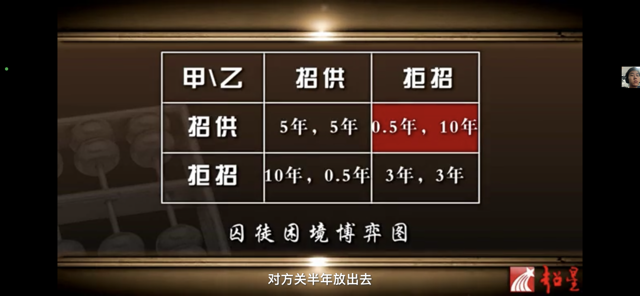 甲\乙 招供 拒招
招供 5年，5年 0.5年，10年
拒招 10年，0.5年 3年，3年
囚徒困境博弈图
对方关半年放出去
超星